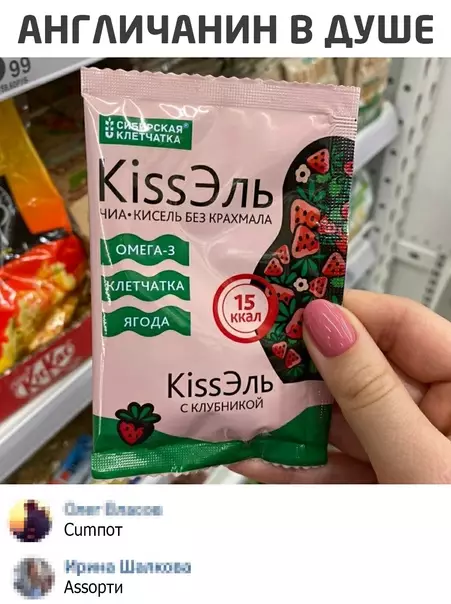 АНГЛИЧАНИН В ДУШЕ
99
СИБИРСКАЯ
КЛЕТЧАТКА
KissЭль
ЧИА•КИСЕЛЬ БЕЗ КРАХМАЛА
ОМЕГА-3
КЛЕТЧАТКА
ЯГОДА
15
ККАЛ
KissЭль
С КЛУБНИКОЙ
Cumпот
Assорти